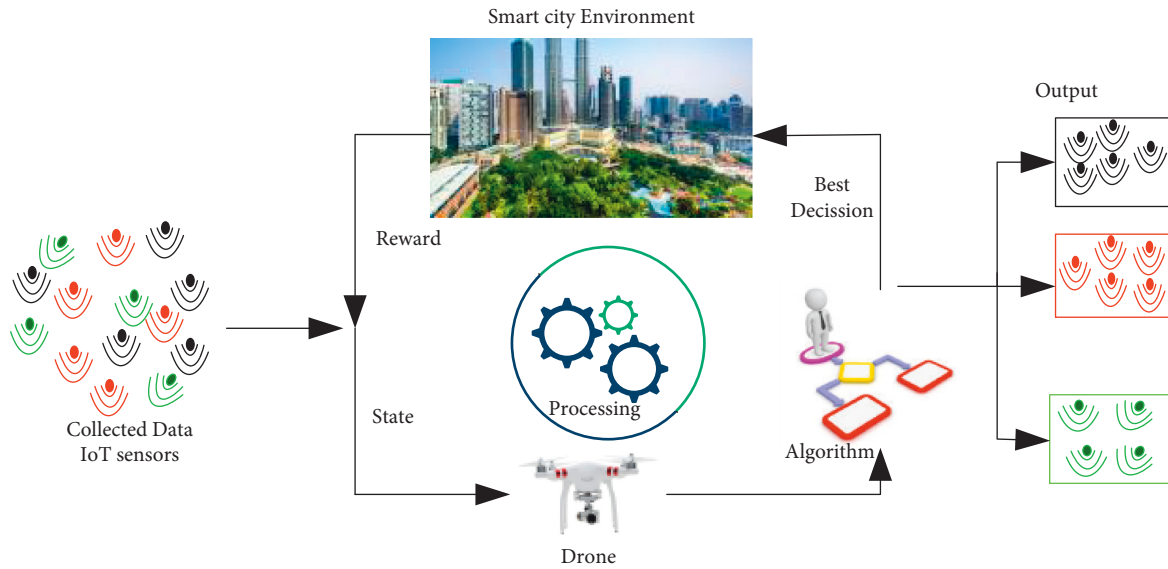 Smart city Environment
Output
Best
Decission
Reward
Collected Data
IoT sensors
State
Processing
Algorithm
Drone